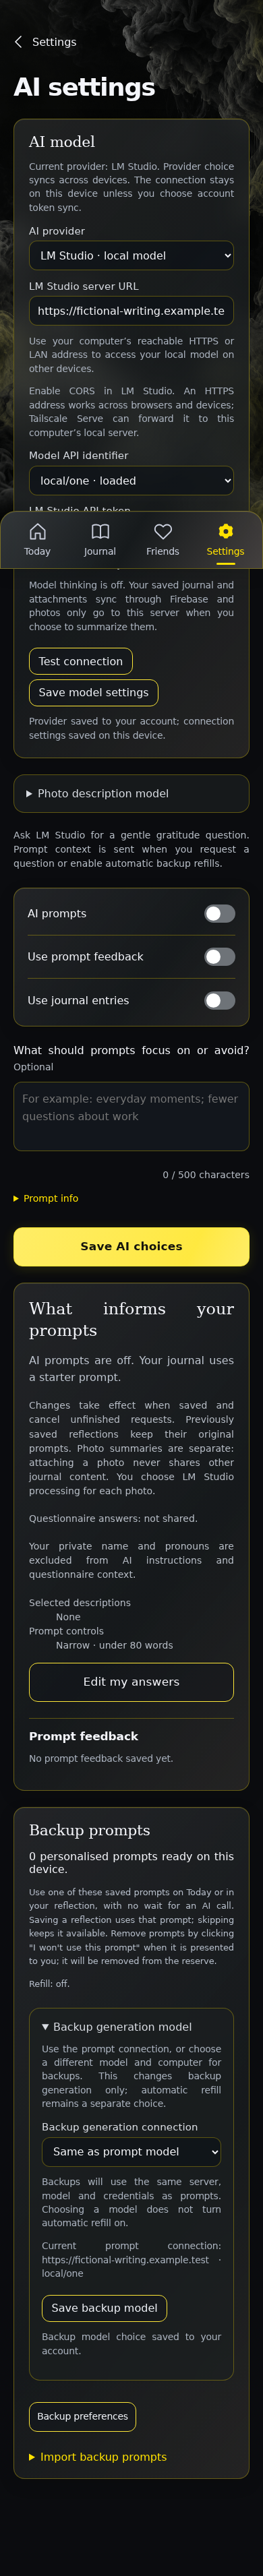 Settings
AI settings
AI model
Current provider: LM Studio. Provider choice
syncs across devices. The connection stays
on this device unless you choose account
token sync.
AI provider
LM Studio · local model
LM Studio server URL
https://fictional-writing.example.te
Use your computer's reachable HTTPS or
LAN address to access your local model on
other devices.
Enable CORS in LM Studio. An HTTPS
address works across browsers and devices;
Tailscale Serve can forward it to this
computer's local server.
Model API identifier
local/one · loaded
LM Studio API token
Today
Journal
Friends
Settings
Model thinking is off. Your saved journal and
attachments sync through Firebase and
photos only go to this server when you
choose to summarize them.
Test connection
Save model settings
Provider saved to your account; connection
settings saved on this device.
Photo description model
Ask LM Studio for a gentle gratitude question.
Prompt context is sent when you request a
question or enable automatic backup refills.
AI prompts
Use prompt feedback
Use journal entries
What should prompts focus on or avoid?
Optional
For example: everyday moments; fewer
questions about work
0 / 500 characters
Prompt info
Save AI choices
What informs your
prompts
AI prompts are off. Your journal uses
a starter prompt.
Changes take effect when saved and
cancel unfinished requests. Previously
saved reflections keep their original
prompts. Photo summaries are separate:
attaching a photo never shares other
journal content. You choose LM Studio
processing for each photo.
Questionnaire answers: not shared.
Your private name and pronouns are
excluded from AI instructions and
questionnaire context.
Selected descriptions
None
Prompt controls
Narrow · under 80 words
Edit my answers
Prompt feedback
No prompt feedback saved yet.
Backup prompts
0 personalised prompts ready on this
device.
Use one of these saved prompts on Today or in
your reflection, with no wait for an AI call.
Saving a reflection uses that prompt; skipping
keeps it available. Remove prompts by clicking
"I won't use this prompt" when it is presented
to you; it will be removed from the reserve.
Refill: off.
Backup generation model
Use the prompt connection, or choose
a different model and computer for
backups. This changes backup
generation only; automatic refill
remains a separate choice.
Backup generation connection
Same as prompt model
Backups will use the same server,
model and credentials as prompts.
Choosing a model does not turn
automatic refill on.
Current prompt connection:
https://fictional-writing.example.test ·
local/one
Save backup model
Backup model choice saved to your
account.
Backup preferences
Import backup prompts